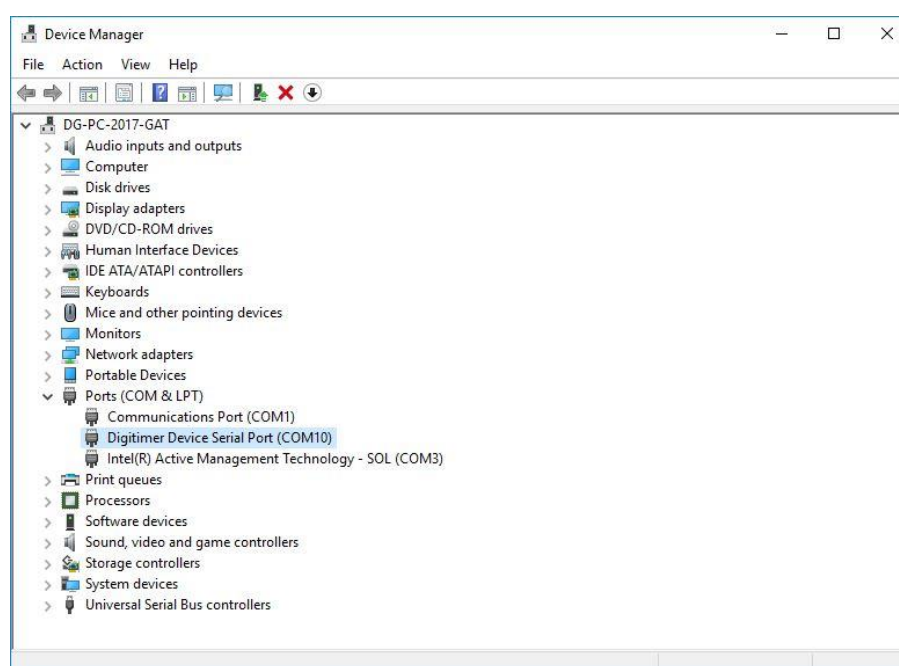 Device Manager
File Action View Help
DG-PC-2017-GAT
Audio inputs and outputs
Computer
Disk drives
Display adapters
DVD/CD-ROM drives
Human Interface Devices
IDE ATA/ATAPI controllers
Keyboards
Mice and other pointing devices
Monitors
Network adapters
Portable Devices
Ports (COM & LPT)
Communications Port (COM1)
Digitimer Device Serial Port (COM10)
Intel(R) Active Management Technology - SOL (COM3)
Print queues
Processors
Software devices
Sound, video and game controllers
Storage controllers
System devices
Universal Serial Bus controllers